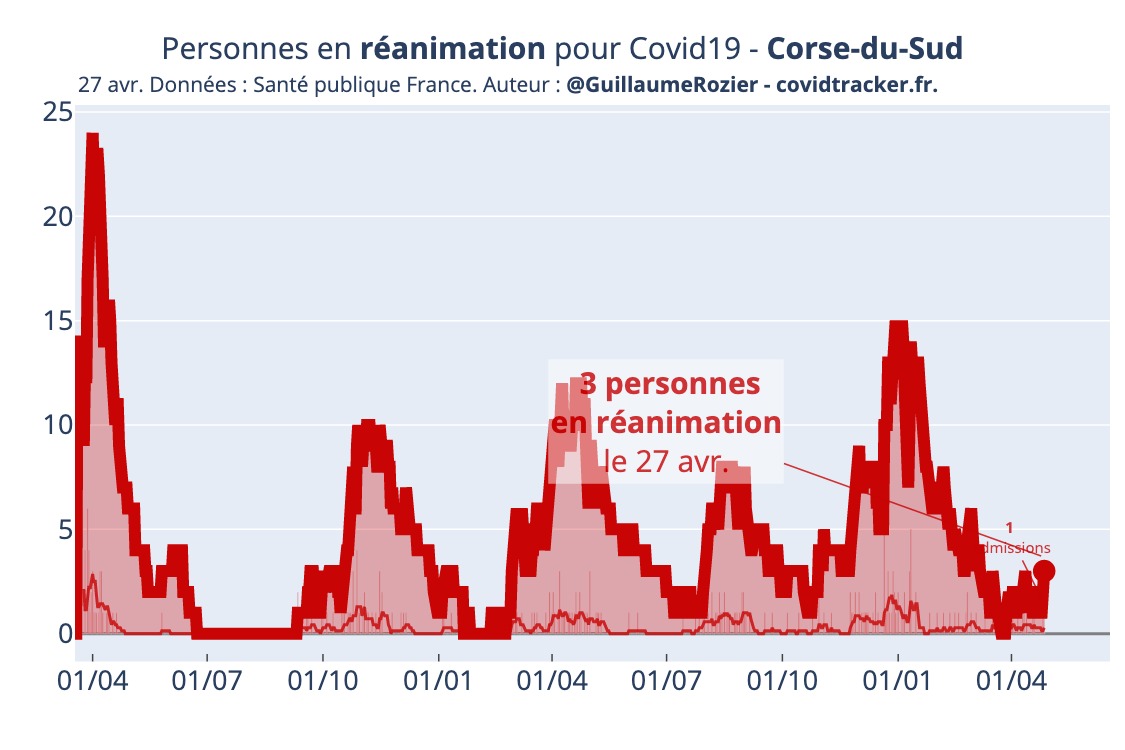 Personnes en réanimation pour Covid19 - Corse-du-Sud
27 avr. Données : Santé publique France. Auteur : @GuillaumeRozier - covidtracker.fr.
25
20
15
10
5
0
3 personnes
en réanimation
le 27 avr.
1
dmissions
01/04 01/07 01/10 01/01 01/04 01/07 01/10 01/01 01/04